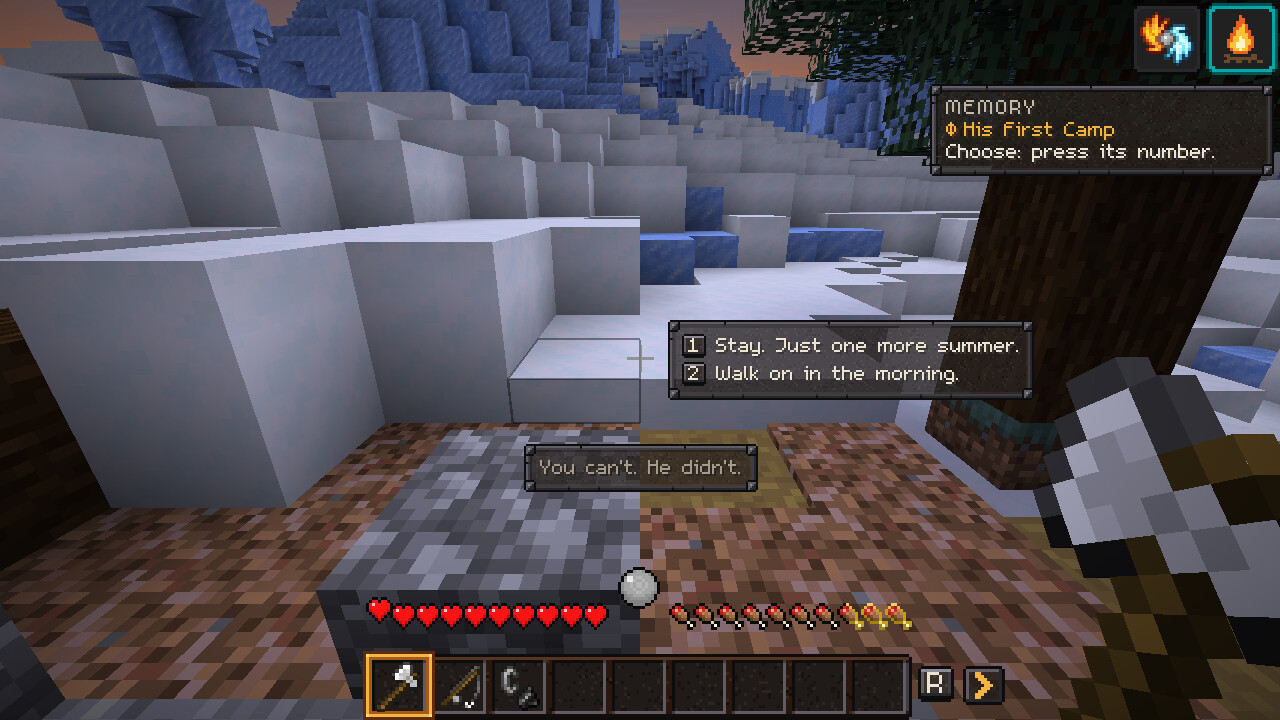 MEMORY
His First Camp
Choose: press its number.
1 Stay. Just one more summer.
2 Walk on in the morning.
You can't. He didn't.
R